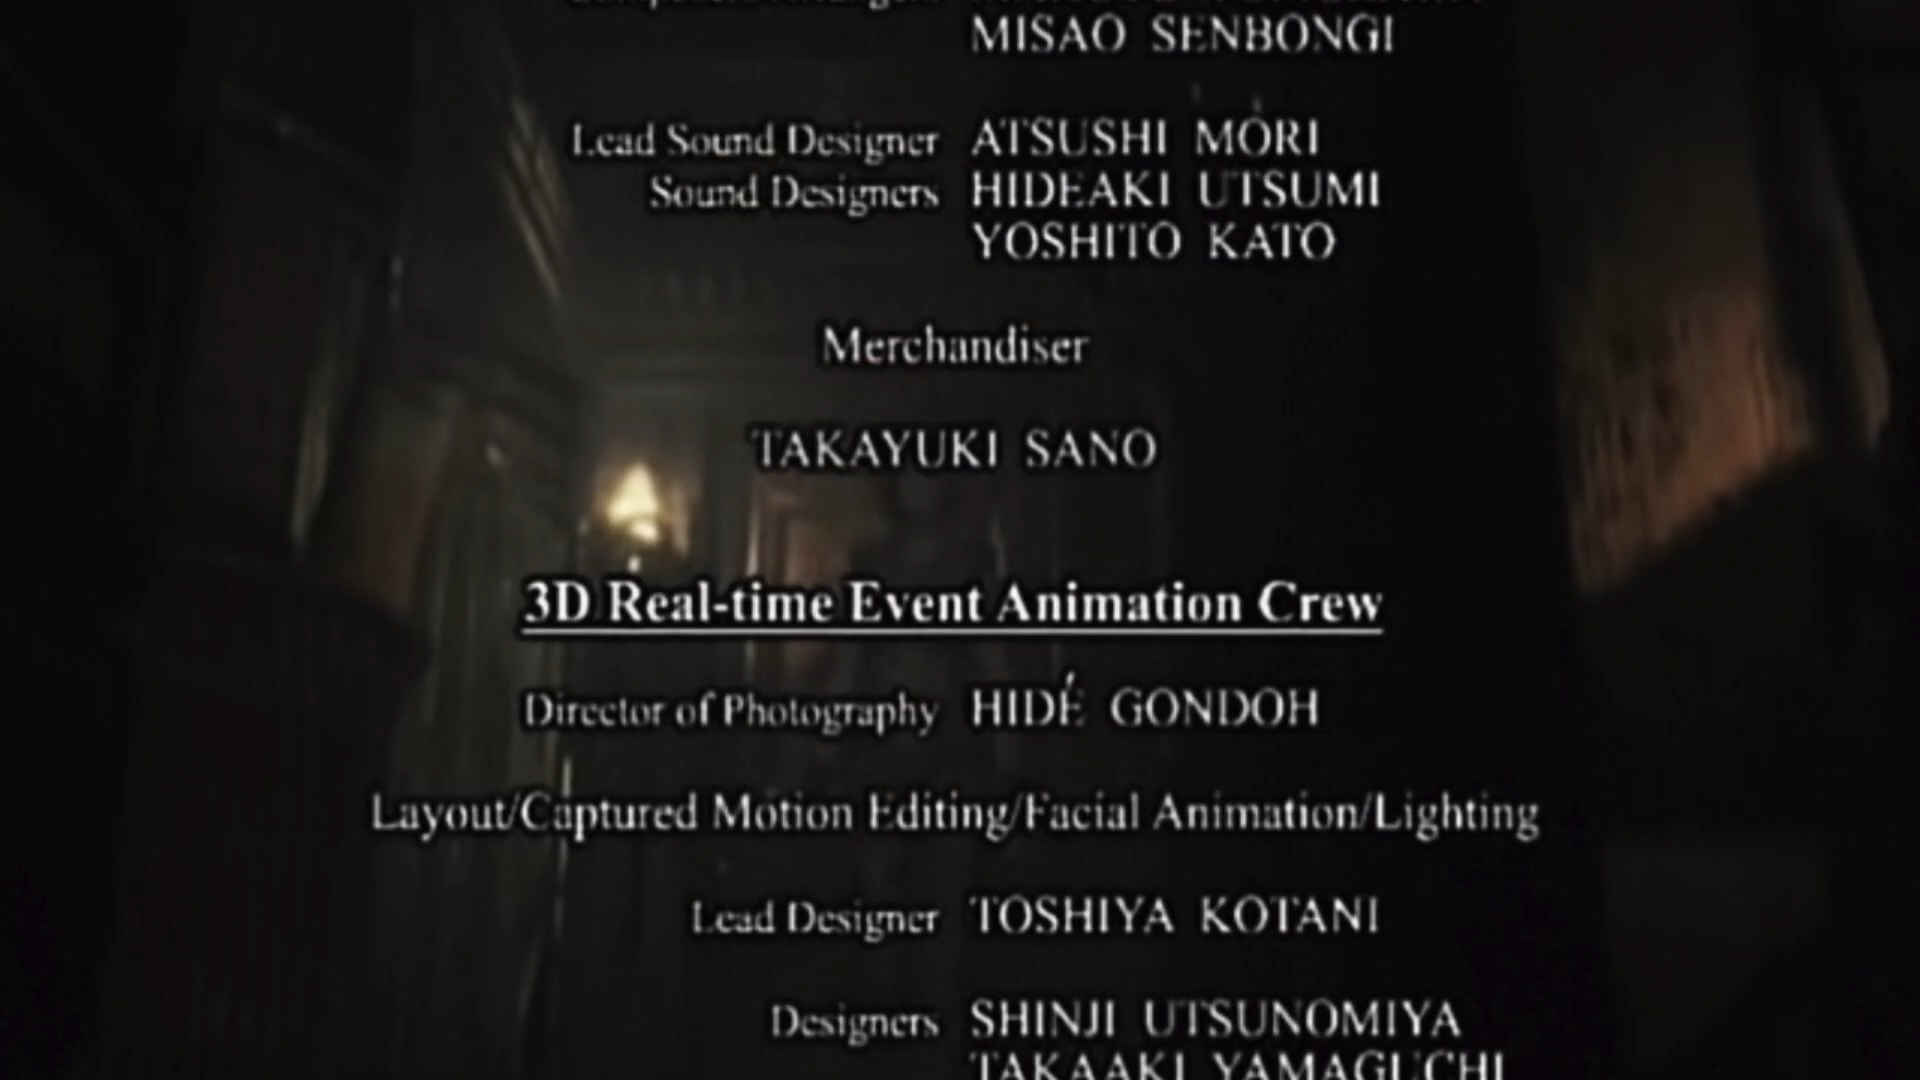 MISAO SENBONGI
Lead Sound Designer ATSUSHI MORI
Sound Designers HIDEAKI UTSUMI
YOSHITO KATO
Merchandiser
TAKAYUKI SANO
3D Real-time Event Animation Crew
Director of Photography HIDÉ GONDOH
Layout/Captured Motion Editing/Facial Animation/Lighting
Lead Designer TOSHIYA KOTANI
Designers SHINJI UTSUNOMIYA
TAKAAKI YAMAGUCHI